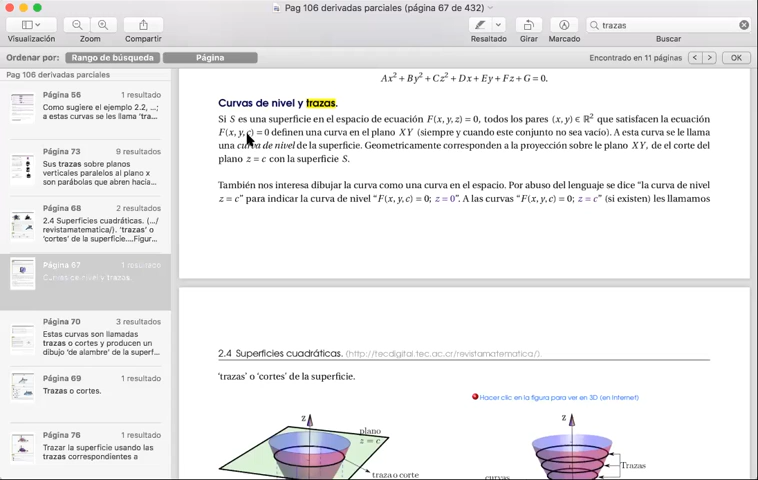 Pag 106 derivadas parciales (página 67 de 432)
Visualización
Zoom
Compartir
Resaltado
Girar
Marcado
trazas
Buscar
Ordenar por:
Rango de búsqueda
Página
Encontrado en 11 páginas
OK
Pag 106 derivadas parciales
Página 56 1 resultado
Como sugiere el ejemplo 2.2, ...;
a estas curvas se les llama 'tra...
Página 73 9 resultados
Sus trazas sobre planos
verticales paralelos al plano x
son parábolas que abren hacia...
Página 68 2 resultados
2.4 Superficies cuadráticas. (.../
revistamatematica/). 'trazas' o
'cortes' de la superficie....Figur...
Página 67 1 resultado
Curvas de nivel y trazas.
Página 70 3 resultados
Estas curvas son llamadas
trazas o cortes y producen un
dibujo 'de alambre' de la superf...
Página 69 1 resultado
Trazas o cortes.
Página 76 1 resultado
Trazar la superficie usando las
trazas correspondientes a
Ax² + By² + Cz² + Dx + Ey + Fz + G = 0.
Curvas de nivel y trazas.
Si S es una superficie en el espacio de ecuación F(x, y, z) = 0, todos los pares (x, y) ∈ ℝ² que satisfacen la ecuación
F(x, y, c) = 0 definen una curva en el plano XY (siempre y cuando este conjunto no sea vacío). A esta curva se le llama
una curva de nivel de la superficie. Geometricamente corresponden a la proyección sobre le plano XY, de el corte del
plano z = c con la superficie S.
También nos interesa dibujar la curva como una curva en el espacio. Por abuso del lenguaje se dice "la curva de nivel
z = c" para indicar la curva de nivel "F(x, y, c) = 0; z = 0". A las curvas "F(x, y, c) = 0; z = c" (si existen) les llamamos
2.4 Superficies cuadráticas. (http://tecdigital.tec.ac.cr/revistamatematica/).
'trazas' o 'cortes' de la superficie.
Hacer clic en la figura para ver en 3D (en Internet)
Z
plano
z = c
traza o corte
Z
Trazas
curvas